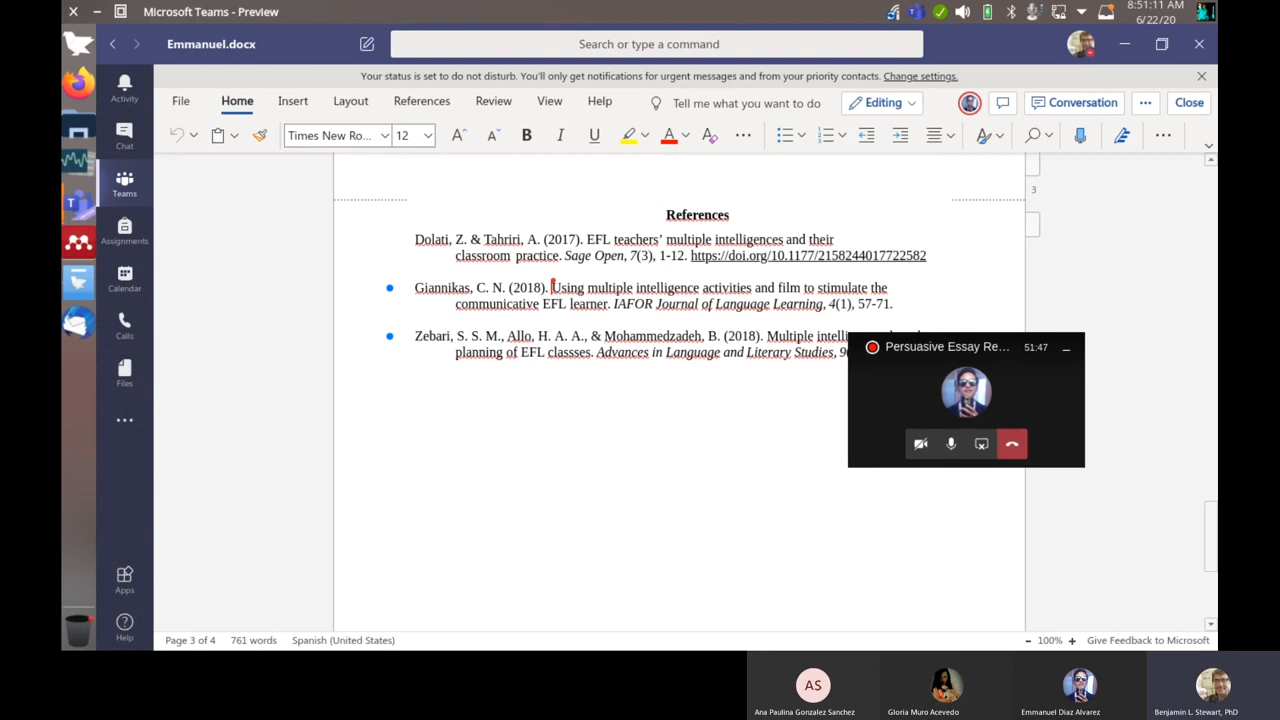 Microsoft Teams - Preview
8:51:11 AM
6/22/20
Emmanuel.docx
Search or type a command
Your status is set to do not disturb. You'll only get notifications for urgent messages and from your priority contacts. Change settings.
File Home Insert Layout References Review View Help Tell me what you want to do Editing Conversation Close
Times New Ro... 12
Activity
Chat
Teams
Assignments
Calendar
Calls
Files
Apps
Help
3
References
Dolati, Z. & Tahriri, A. (2017). EFL teachers' multiple intelligences and their
classroom practice. Sage Open, 7(3), 1-12. https://doi.org/10.1177/2158244017722582
Giannikas, C. N. (2018). Using multiple intelligence activities and film to stimulate the
communicative EFL learner. IAFOR Journal of Language Learning, 4(1), 57-71.
Zebari, S. S. M., Allo, H. A. A., & Mohammedzadeh, B. (2018). Multiple
planning of EFL classses. Advances in Language and Literary Studies, 9
Persuasive Essay Re... 51:47
Page 3 of 4 761 words Spanish (United States) 100% Give Feedback to Microsoft
AS
Ana Paulina Gonzalez Sanchez
Gloria Muro Acevedo
Emmanuel Diaz Alvarez
Benjamin L. Stewart, PhD